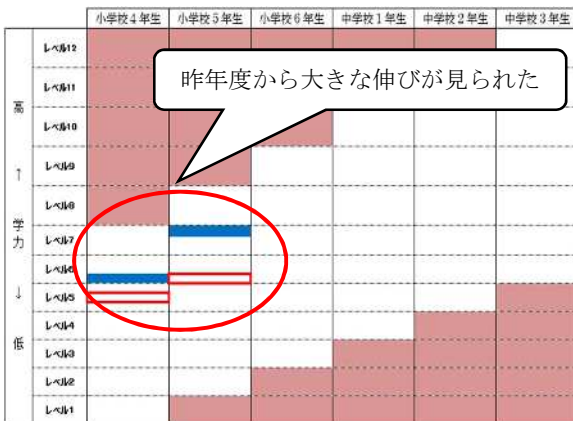 小学校4年生 小学校5年生 小学校6年生 中学校1年生 中学校2年生 中学校3年生
レベル12
昨年度から大きな伸びが見られた
レベル11
高
レベル10
↑
レベル9
レベル8
学力
レベル7
レベル6
↓
レベル5
レベル4
低
レベル3
レベル2
レベル1